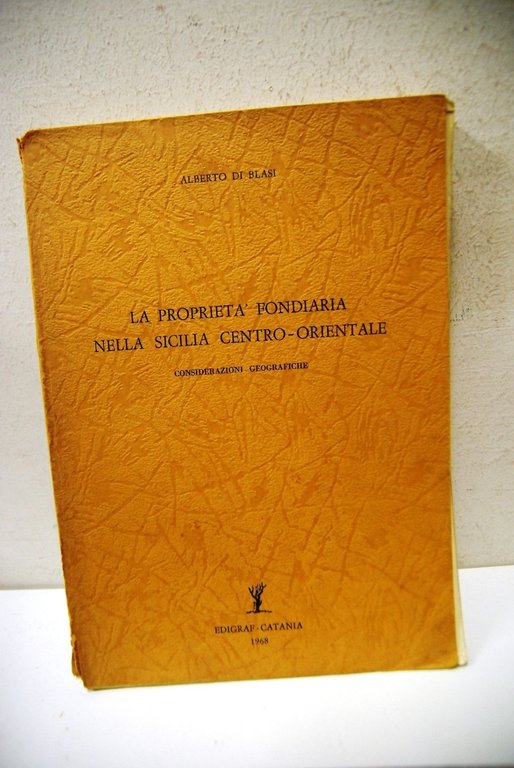 ALBERTO DI BLASI
LA PROPRIETA' FONDIARIA
NELLA SICILIA CENTRO-ORIENTALE
CONSIDERAZIONI GEOGRAFICHE
EDIGRAF - CATANIA
1968